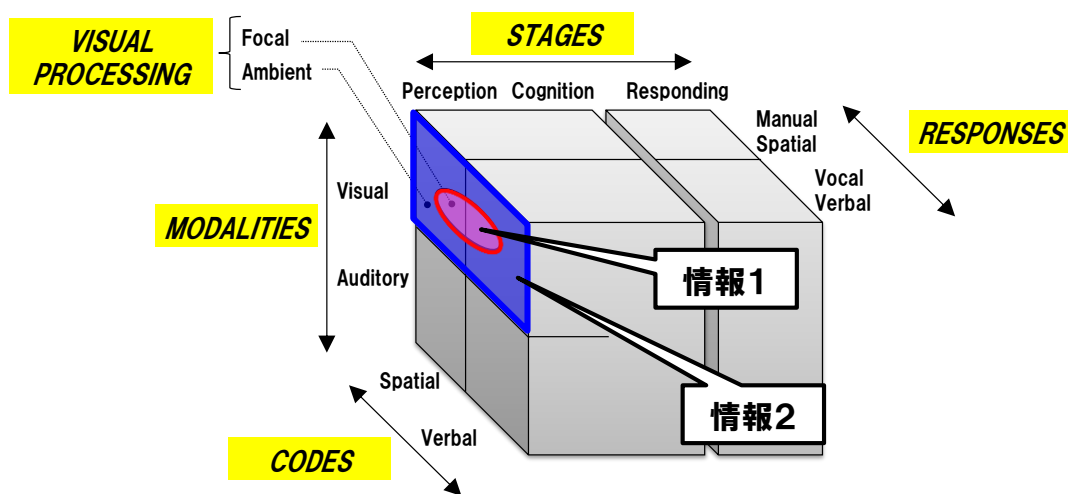 VISUAL
PROCESSING
Focal
Ambient
STAGES
Perception Cognition Responding
Manual
Spatial
Vocal
Verbal
RESPONSES
MODALITIES
Visual
Auditory
情報1
情報2
Spatial
Verbal
CODES